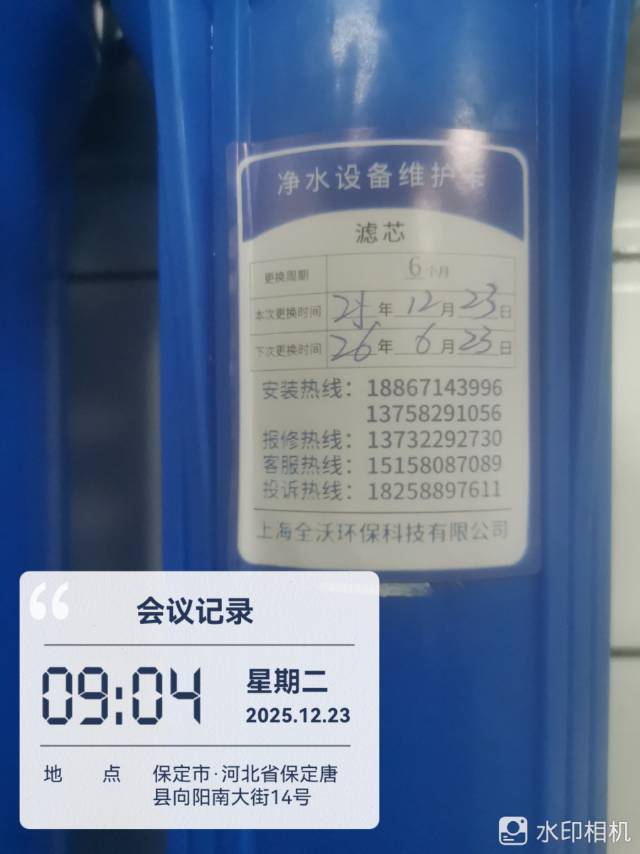 净水设备维护卡
滤芯
更换周期 6个月
本次更换时间 25年12月23日
下次更换时间 26年6月23日
安装热线：18867143996
13758291056
报修热线：13732292730
客服热线：15158087089
投诉热线：18258897611
上海全沃环保科技有限公司
会议记录
09:04
星期二
2025.12.23
地 点 保定市·河北省保定唐
县向阳南大街14号
水印相机